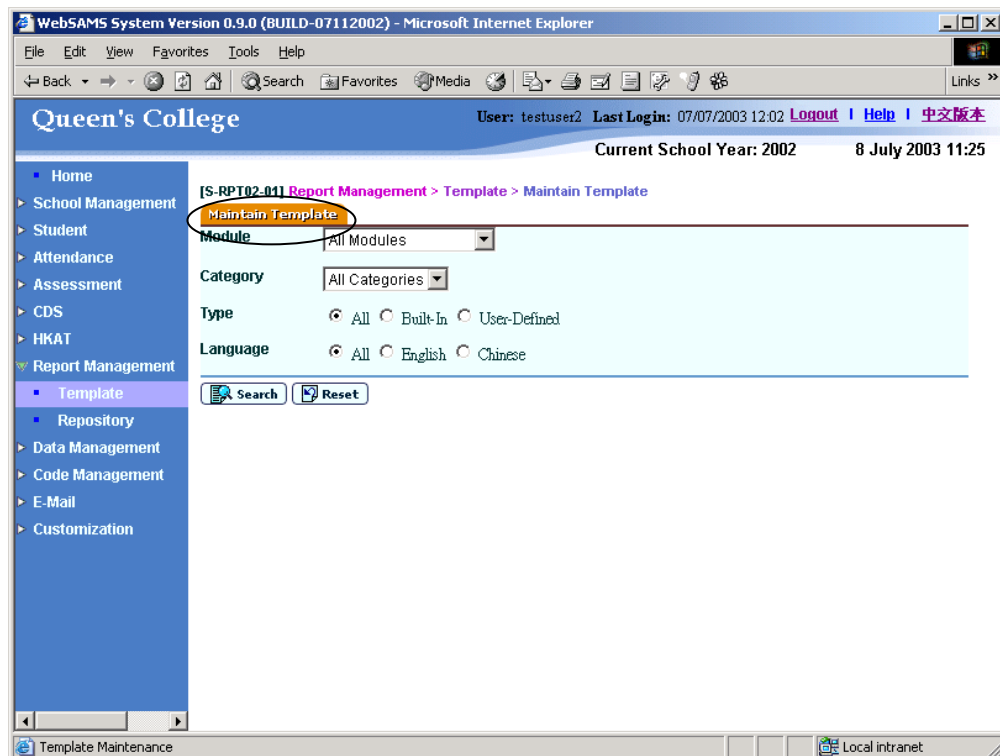 WebSAMS System Version 0.9.0 (BUILD-07112002) - Microsoft Internet Explorer
File Edit View Favorites Tools Help
Back Search Favorites Media Links »
Queen's College User: testuser2 Last Login: 07/07/2003 12:02 Logout | Help | 中文版本
Current School Year: 2002 8 July 2003 11:25
Home
School Management
Student
Attendance
Assessment
CDS
HKAT
Report Management
Template
Repository
Data Management
Code Management
E-Mail
Customization
[S-RPT02-01] Report Management > Template > Maintain Template
Maintain Template
Module All Modules
Category All Categories
Type All Built-In User-Defined
Language All English Chinese
Search Reset
Template Maintenance Local intranet